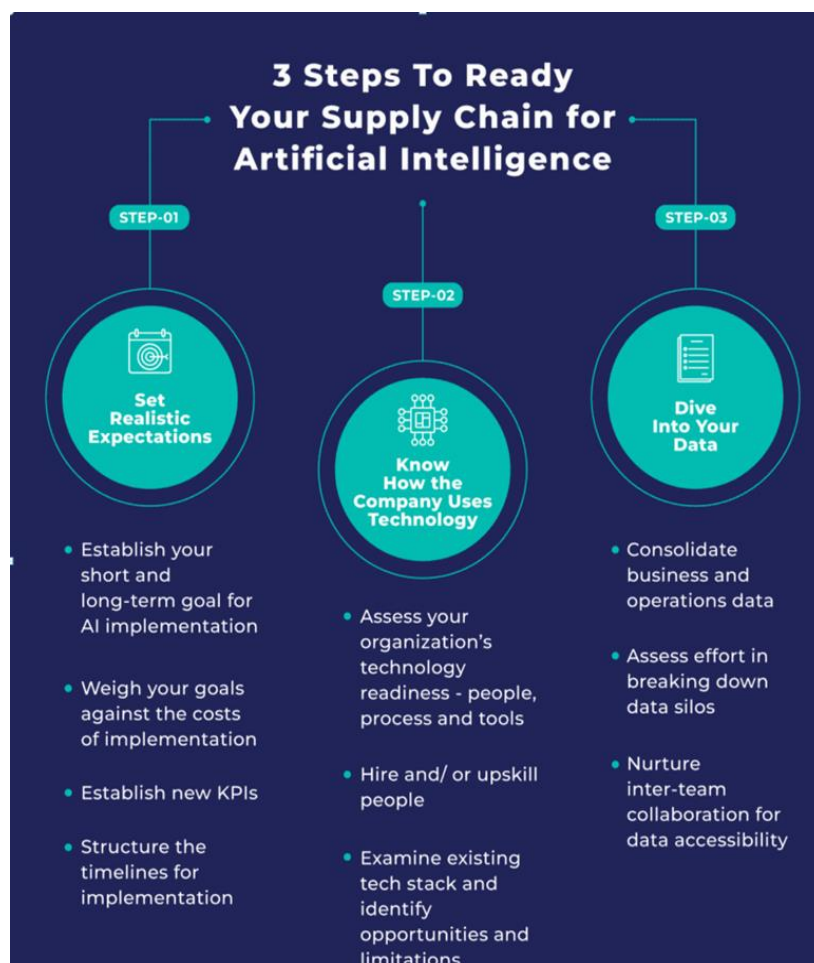 3 Steps To Ready
Your Supply Chain for
Artificial Intelligence
STEP-01
Set
Realistic
Expectations
• Establish your
short and
long-term goal for
AI implementation
• Weigh your goals
against the costs
of implementation
• Establish new KPIs
• Structure the
timelines for
implementation
STEP-02
Know
How the
Company Uses
Technology
• Assess your
organization's
technology
readiness - people,
process and tools
• Hire and/ or upskill
people
• Examine existing
tech stack and
identify
opportunities and
limitations
STEP-03
Dive
Into Your
Data
• Consolidate
business and
operations data
• Assess effort in
breaking down
data silos
• Nurture
inter-team
collaboration for
data accessibility